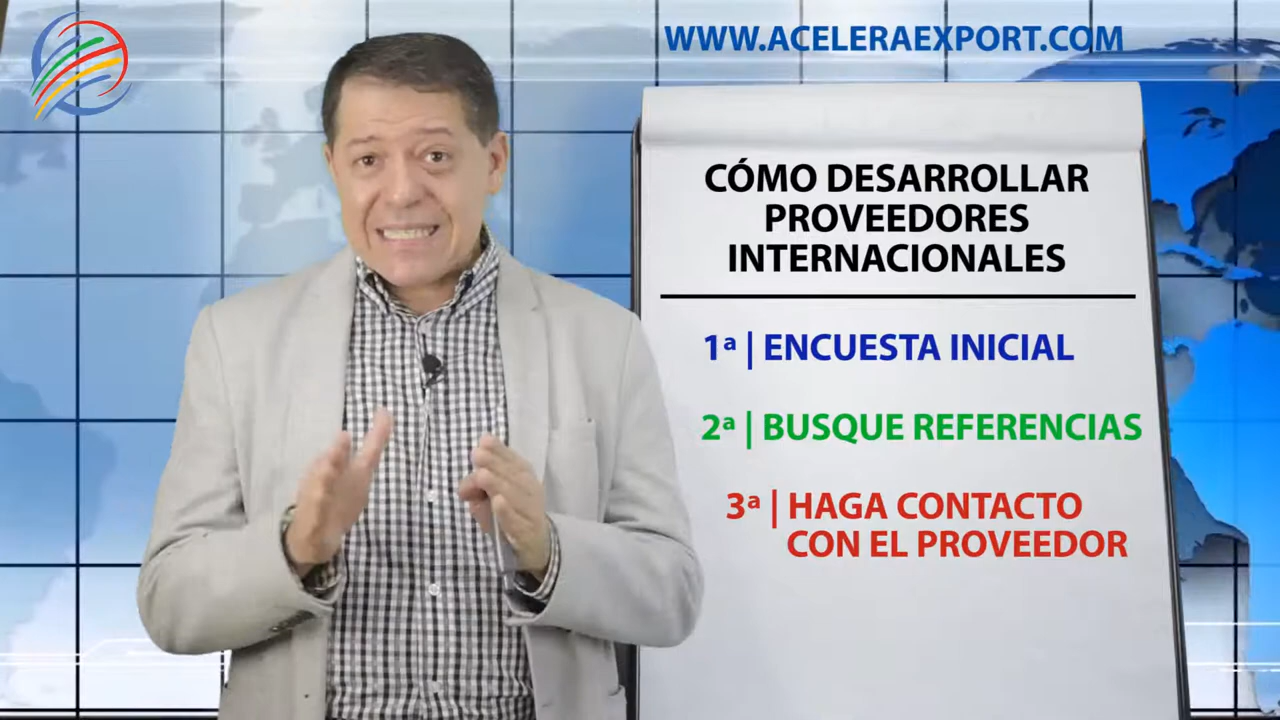 WWW.ACELERAEXPORT.COM
CÓMO DESARROLLAR
PROVEEDORES
INTERNACIONALES
1ª | ENCUESTA INICIAL
2ª | BUSQUE REFERENCIAS
3ª | HAGA CONTACTO
CON EL PROVEEDOR